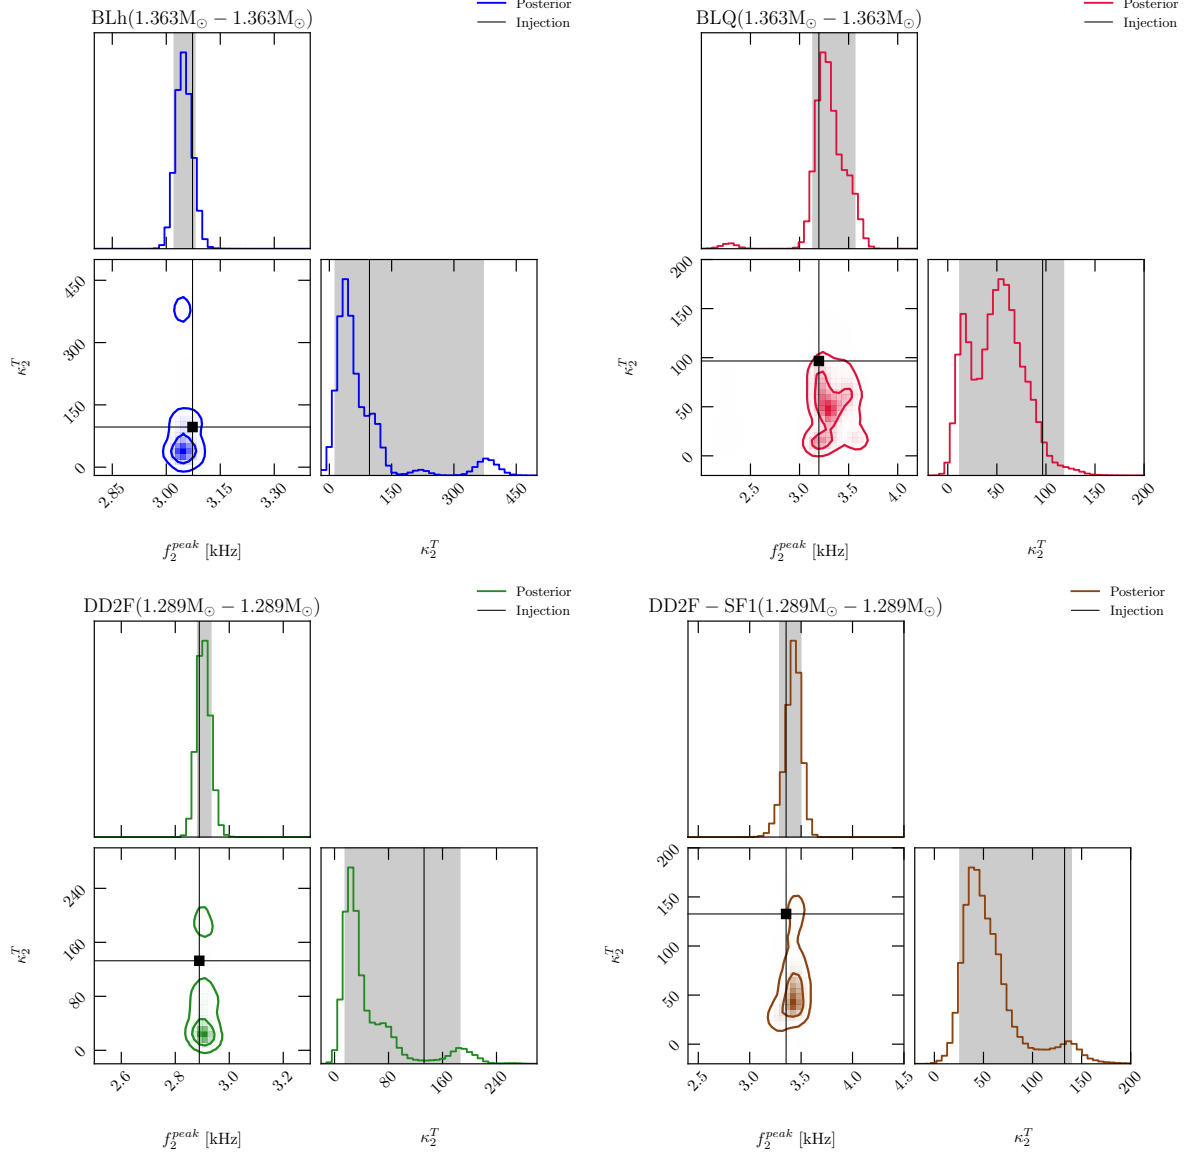 BLh(1.363M⊙ − 1.363M⊙)
Posterior
Injection
450
300
150
0
κ₂ᵀ
2.85
3.00
3.15
3.30
f₂ᵖᵉᵃᵏ [kHz]
0
150
300
450
κ₂ᵀ
BLQ(1.363M⊙ − 1.363M⊙)
Posterior
Injection
200
150
100
50
0
κ₂ᵀ
2.5
3.0
3.5
4.0
f₂ᵖᵉᵃᵏ [kHz]
0
50
100
150
200
κ₂ᵀ
DD2F(1.289M⊙ − 1.289M⊙)
Posterior
Injection
240
160
80
0
κ₂ᵀ
2.6
2.8
3.0
3.2
f₂ᵖᵉᵃᵏ [kHz]
0
80
160
240
κ₂ᵀ
DD2F − SF1(1.289M⊙ − 1.289M⊙)
Posterior
Injection
200
150
100
50
0
κ₂ᵀ
2.5
3.0
3.5
4.0
4.5
f₂ᵖᵉᵃᵏ [kHz]
0
50
100
150
200
κ₂ᵀ